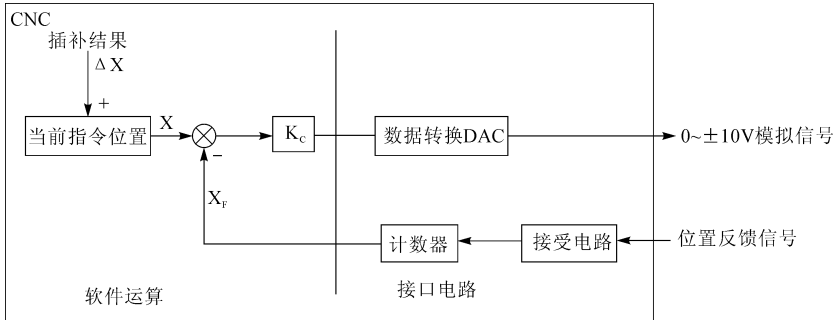 CNC
插补结果
ΔX
+
当前指令位置
X
−
K_C
数据转换DAC
0~±10V模拟信号
X_F
计数器
接受电路
位置反馈信号
软件运算
接口电路